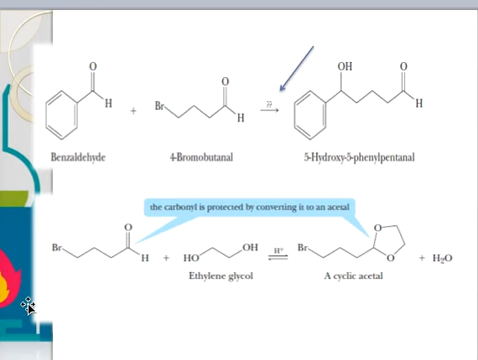 O OH O
O
H + Br H ?? H
Benzaldehyde 4-Bromobutanal 5-Hydroxy-5-phenylpentanal
the carbonyl is protected by converting it to an acetal
O O
Br H + HO OH H+ Br O + H₂O
Ethylene glycol A cyclic acetal